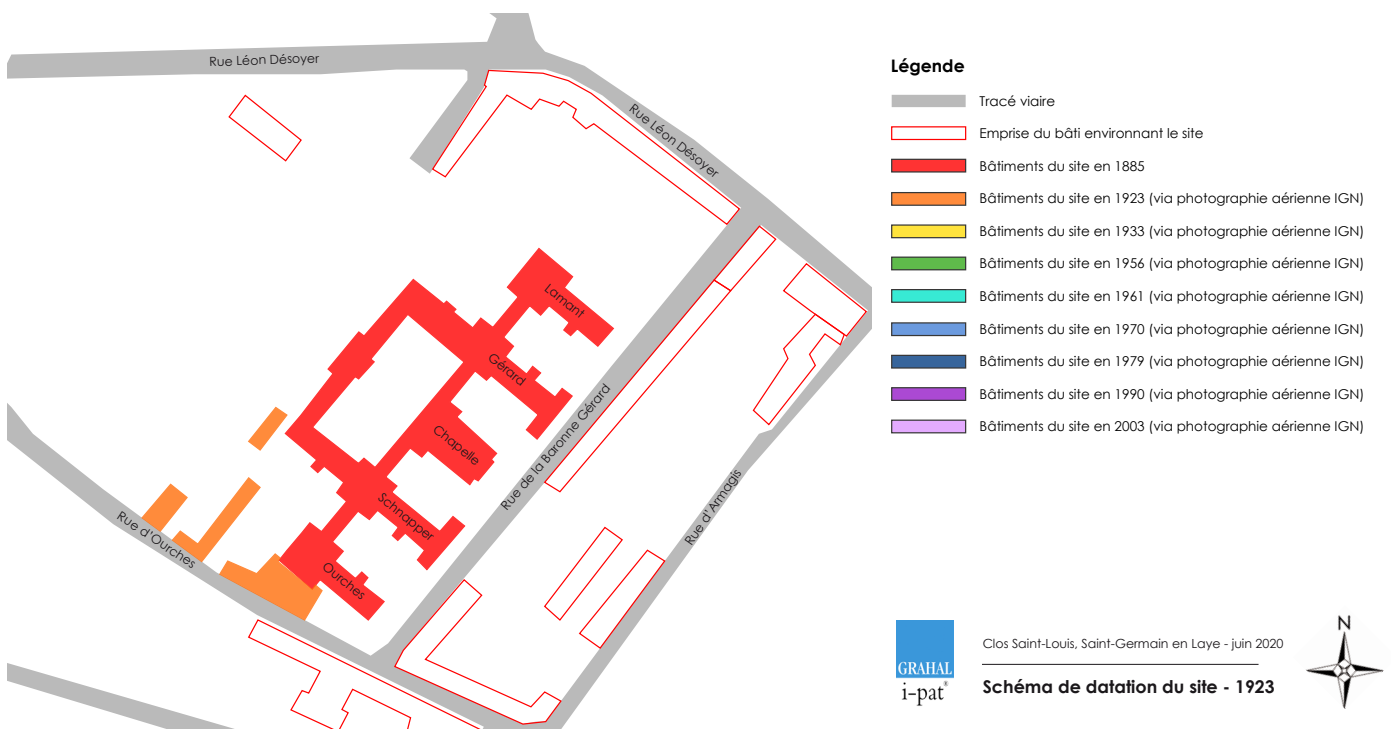 Rue Léon Désoyer
Rue Léon Désoyer
Lamant
Gérard
Chapelle
Rue de la Baronne Gérard
Schnapper
Rue d'Armagis
Rue d'Ourches
Ourches
Légende
Tracé viaire
Emprise du bâti environnant le site
Bâtiments du site en 1885
Bâtiments du site en 1923 (via photographie aérienne IGN)
Bâtiments du site en 1933 (via photographie aérienne IGN)
Bâtiments du site en 1956 (via photographie aérienne IGN)
Bâtiments du site en 1961 (via photographie aérienne IGN)
Bâtiments du site en 1970 (via photographie aérienne IGN)
Bâtiments du site en 1979 (via photographie aérienne IGN)
Bâtiments du site en 1990 (via photographie aérienne IGN)
Bâtiments du site en 2003 (via photographie aérienne IGN)
GRAHAL
i-pat®
Clos Saint-Louis, Saint-Germain en Laye - juin 2020
Schéma de datation du site - 1923
N